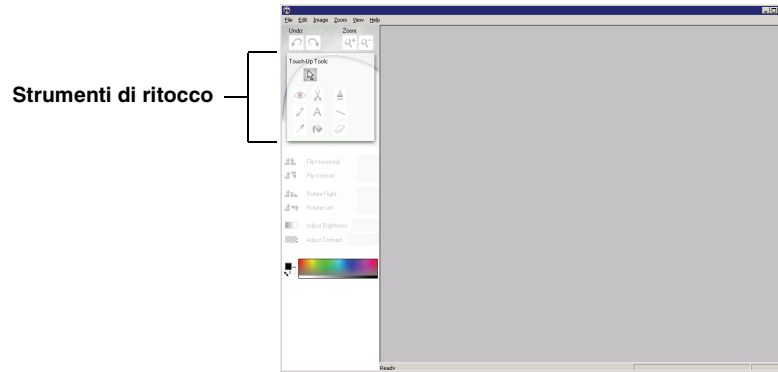 File Edit Image Zoom View Help
Undo: Zoom:
Touch-Up Tools:
Strumenti di ritocco
A
Flip Horizontal
Flip Vertical
Rotate Right
Rotate Left
Adjust Brightness
Adjust Contrast
Ready